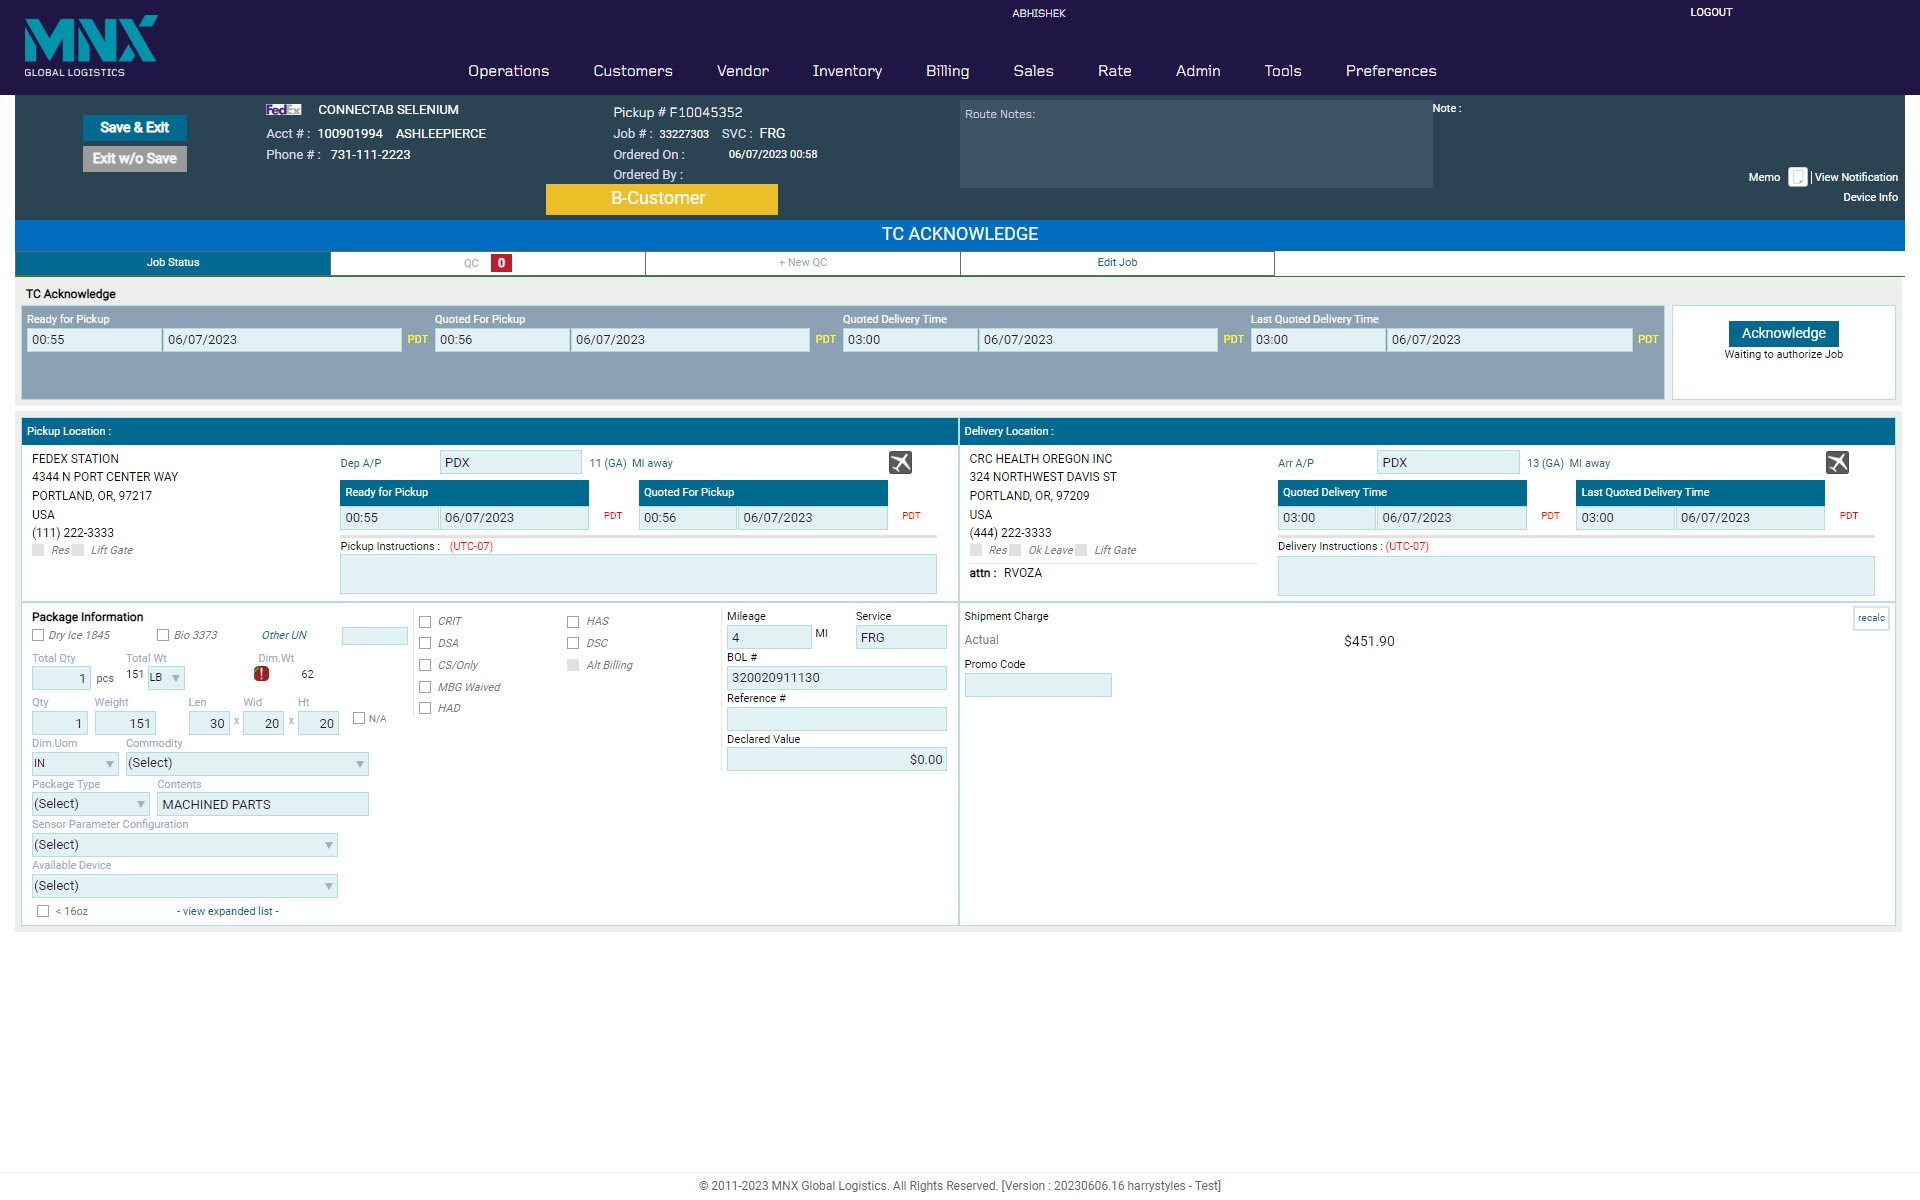 MNX
GLOBAL LOGISTICS
ABHISHEK
LOGOUT
Operations Customers Vendor Inventory Billing Sales Rate Admin Tools Preferences
Save & Exit
Exit w/o Save
FedEx CONNECTAB SELENIUM
Acct # : 100901994 ASHLEEPIERCE
Phone # : 731-111-2223
Pickup # F10045352
Job # : 33227303 SVC : FRG
Ordered On : 06/07/2023 00:58
Ordered By :
B-Customer
Route Notes:
Note :
Memo | View Notification
Device Info
TC ACKNOWLEDGE
Job Status QC 0 + New QC Edit Job
TC Acknowledge
Ready for Pickup Quoted For Pickup Quoted Delivery Time Last Quoted Delivery Time
00:55 06/07/2023 PDT 00:56 06/07/2023 PDT 03:00 06/07/2023 PDT 03:00 06/07/2023 PDT
Acknowledge
Waiting to authorize Job
Pickup Location :
FEDEX STATION
4344 N PORT CENTER WAY
PORTLAND, OR, 97217
USA
(111) 222-3333
Res Lift Gate
Dep A/P PDX 11 (GA) MI away
Ready for Pickup Quoted For Pickup
00:55 06/07/2023 PDT 00:56 06/07/2023 PDT
Pickup Instructions : (UTC-07)
Delivery Location :
CRC HEALTH OREGON INC
324 NORTHWEST DAVIS ST
PORTLAND, OR, 97209
USA
(444) 222-3333
Res Ok Leave Lift Gate
attn : RVOZA
Arr A/P PDX 13 (GA) MI away
Quoted Delivery Time Last Quoted Delivery Time
03:00 06/07/2023 PDT 03:00 06/07/2023 PDT
Delivery Instructions : (UTC-07)
Package Information
Dry Ice 1845 Bio 3373 Other UN
Total Qty Total Wt Dim.Wt
1 pcs 151 LB ! 62
Qty Weight Len Wid Ht
1 151 30 x 20 x 20 N/A
Dim.Uom Commodity
IN (Select)
Package Type Contents
(Select) MACHINED PARTS
Sensor Parameter Configuration
(Select)
Available Device
(Select)
< 16oz - view expanded list -
CRIT HAS
DSA DSC
CS/Only Alt Billing
MBG Waived
HAD
Mileage Service
4 MI FRG
BOL #
320020911130
Reference #
Declared Value
$0.00
Shipment Charge recalc
Actual $451.90
Promo Code
© 2011-2023 MNX Global Logistics. All Rights Reserved. [Version : 20230606.16 harrystyles - Test]